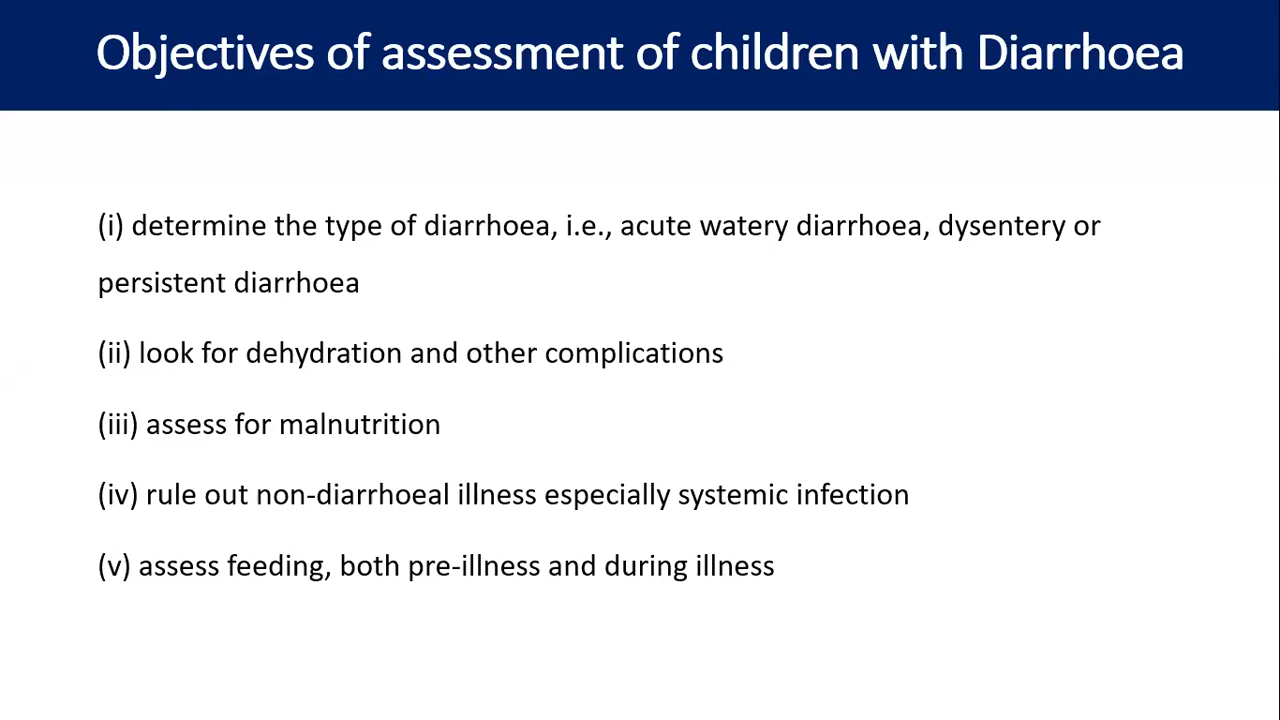 Objectives of assessment of children with Diarrhoea
(i) determine the type of diarrhoea, i.e., acute watery diarrhoea, dysentery or
persistent diarrhoea
(ii) look for dehydration and other complications
(iii) assess for malnutrition
(iv) rule out non-diarrhoeal illness especially systemic infection
(v) assess feeding, both pre-illness and during illness